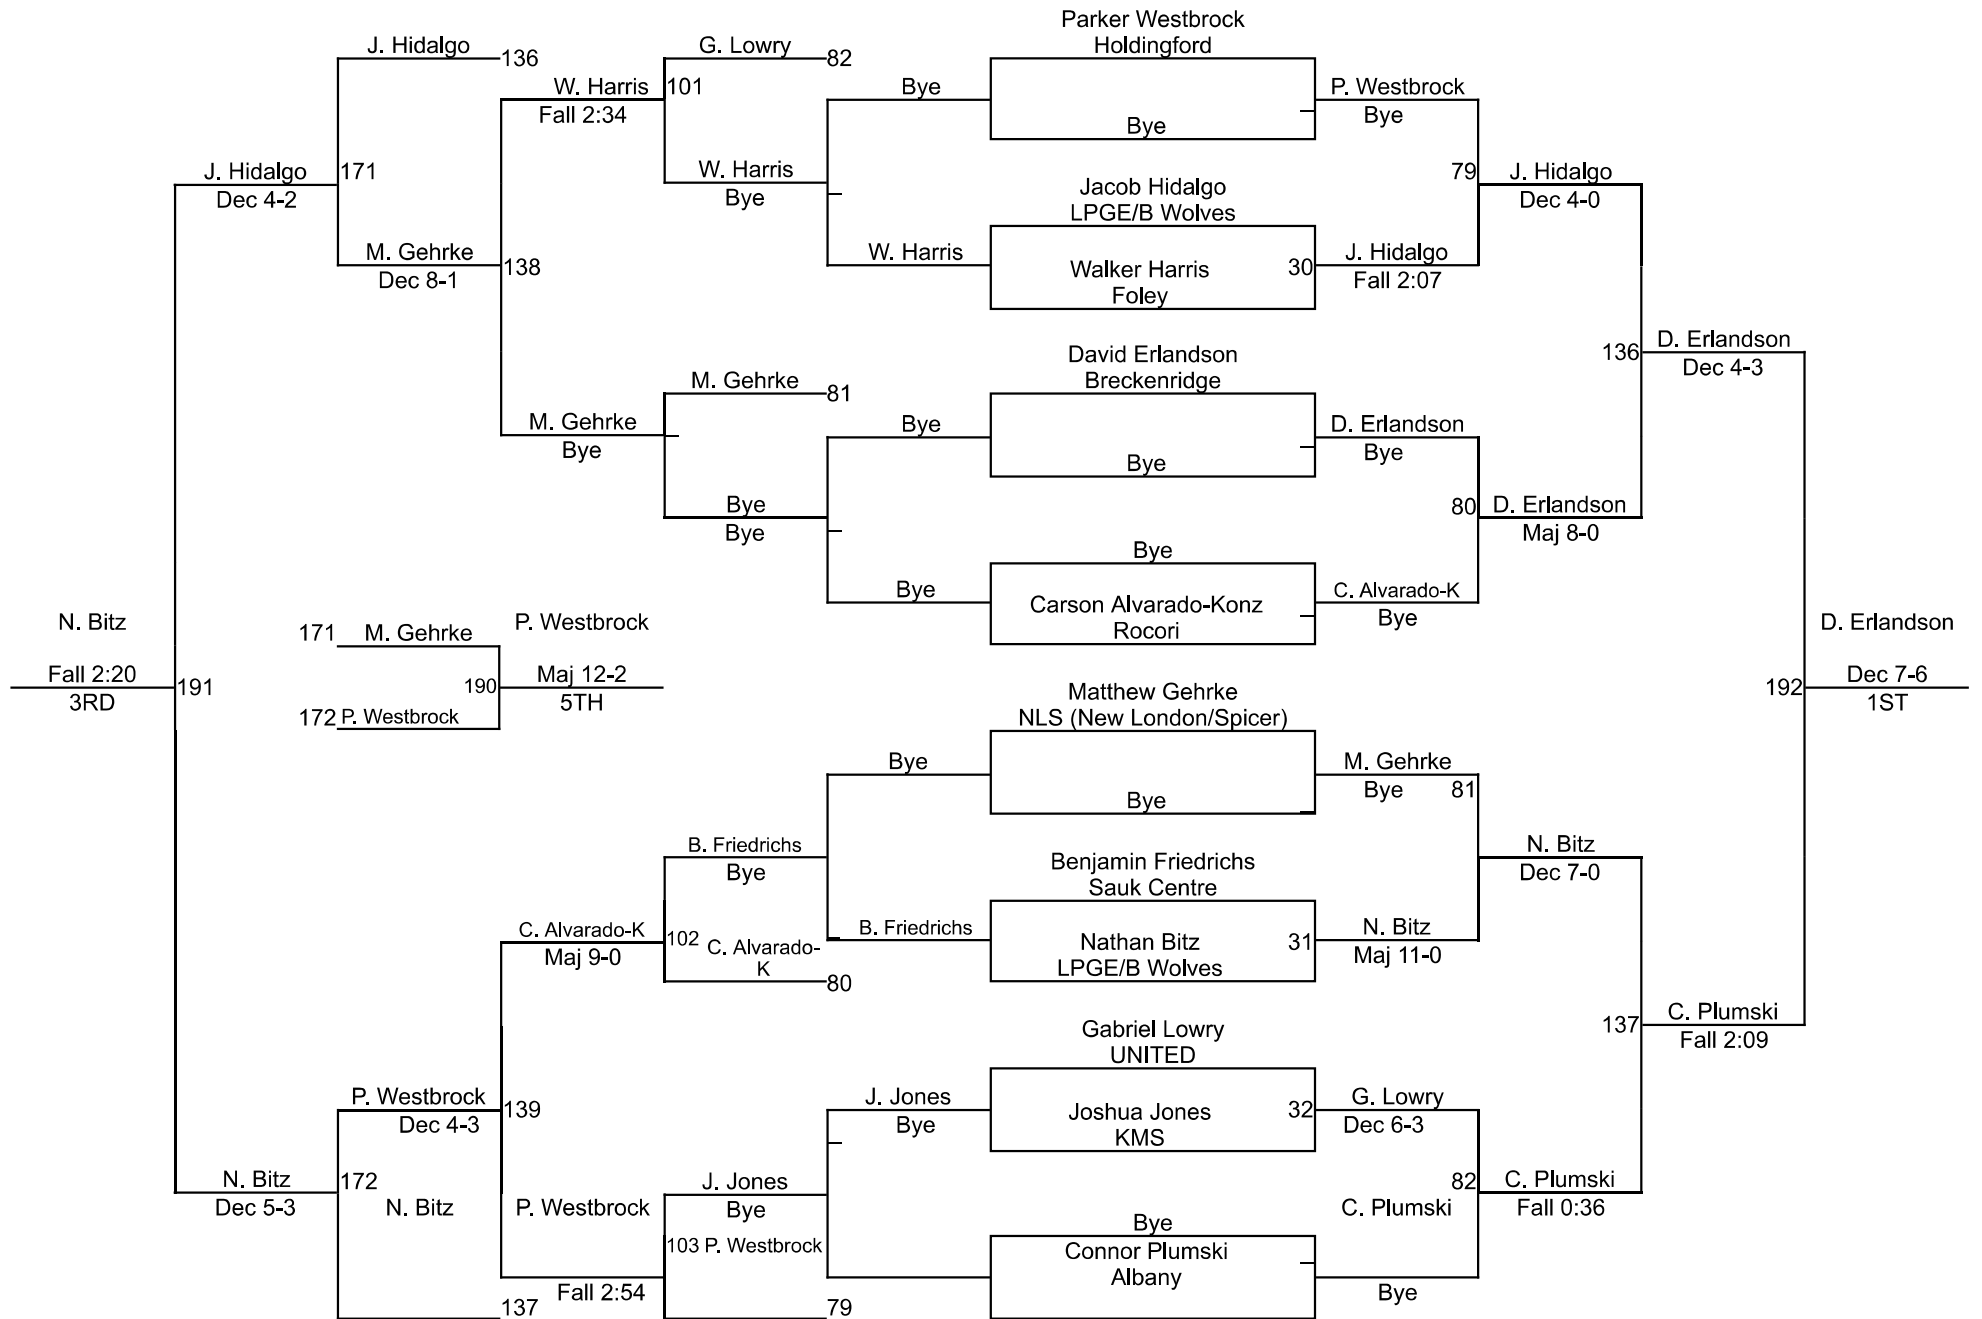 Parker Westbrock
J. Hidalgo
G. Lowry
Holdingford
136
82
W. Harris
101
Bye
P. Westbrock
Fall 2:34
Bye
Bye
J. Hidalgo
171
W. Harris
79
J. Hidalgo
Dec 4-2
Bye
Jacob Hidalgo
Dec 4-0
LPGE/B Wolves
M. Gehrke
138
W. Harris
Walker Harris
30
J. Hidalgo
Dec 8-1
Foley
Fall 2:07
David Erlandson
136
D. Erlandson
M. Gehrke
81
Breckenridge
Dec 4-3
M. Gehrke
Bye
D. Erlandson
Bye
Bye
Bye
Bye
80
D. Erlandson
Bye
Maj 8-0
Bye
Bye
Carson Alvarado-Konz
C. Alvarado-K
Rocori
Bye
N. Bitz
171
M. Gehrke
P. Westbrock
D. Erlandson
Fall 2:20
191
190
Maj 12-2
192
Dec 7-6
3RD
5TH
1ST
172
P. Westbrock
Matthew Gehrke
NLS (New London/Spicer)
Bye
M. Gehrke
Bye
Bye
81
B. Friedrichs
Bye
Benjamin Friedrichs
N. Bitz
Sauk Centre
Dec 7-0
C. Alvarado-K
102
C. Alvarado-
K
B. Friedrichs
Nathan Bitz
31
N. Bitz
Maj 9-0
LPGE/B Wolves
Maj 11-0
80
Gabriel Lowry
137
C. Plumski
UNITED
Fall 2:09
P. Westbrock
139
J. Jones
Joshua Jones
32
G. Lowry
Dec 4-3
Bye
KMS
Dec 6-3
N. Bitz
172
J. Jones
82
C. Plumski
Dec 5-3
N. Bitz
P. Westbrock
Bye
C. Plumski
Fall 0:36
Bye
103
P. Westbrock
Connor Plumski
Albany
Fall 2:54
Bye
137
79